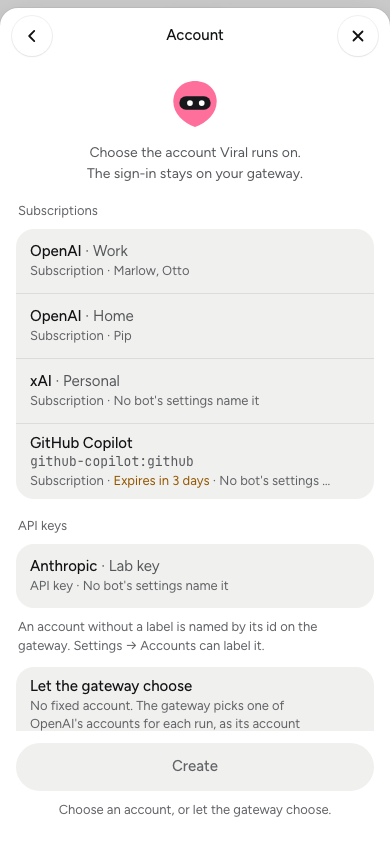 Account
Choose the account Viral runs on.
The sign-in stays on your gateway.
Subscriptions
OpenAI · Work
Subscription · Marlow, Otto
OpenAI · Home
Subscription · Pip
xAI · Personal
Subscription · No bot's settings name it
GitHub Copilot
github-copilot:github
Subscription · Expires in 3 days · No bot's settings ...
API keys
Anthropic · Lab key
API key · No bot's settings name it
An account without a label is named by its id on the
gateway. Settings → Accounts can label it.
Let the gateway choose
No fixed account. The gateway picks one of
OpenAI's accounts for each run, as its account
Create
Choose an account, or let the gateway choose.